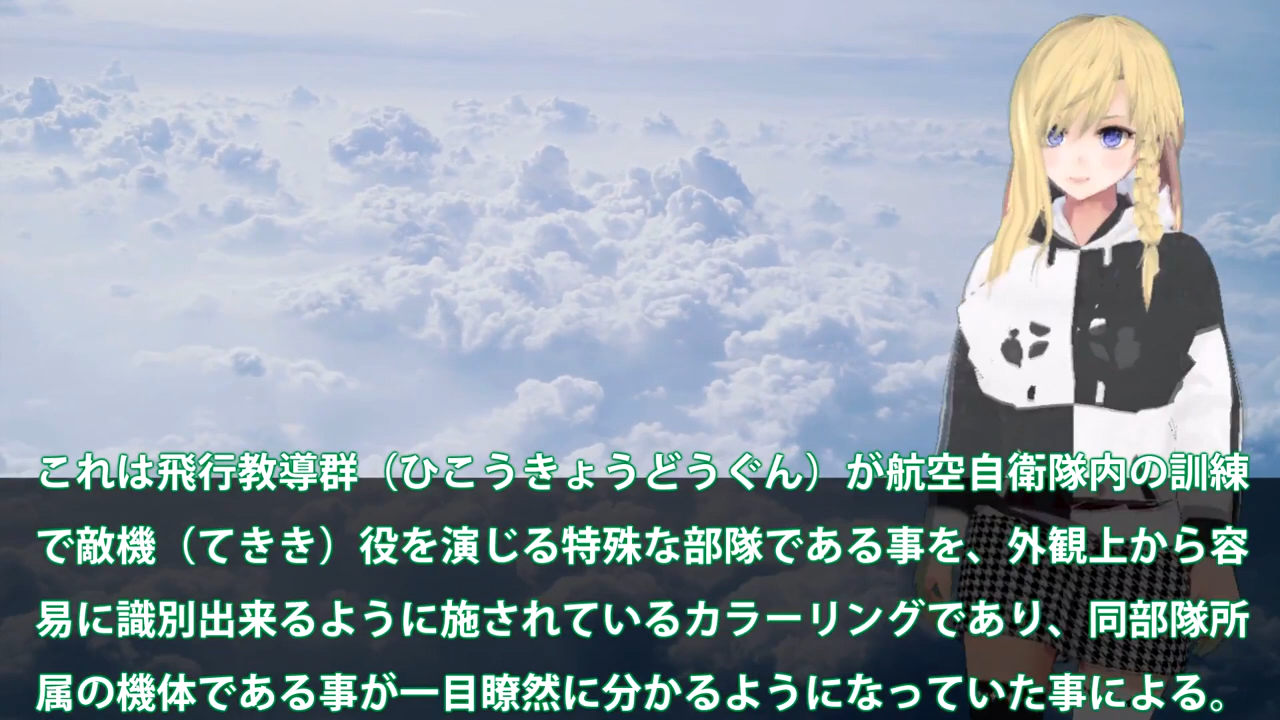 これは飛行教導群（ひこうきょうどうぐん）が航空自衛隊内の訓練
で敵機（てきき）役を演じる特殊な部隊である事を、外観上から容
易に識別出来るように施されているカラーリングであり、同部隊所
属の機体である事が一目瞭然に分かるようになっていた事による。